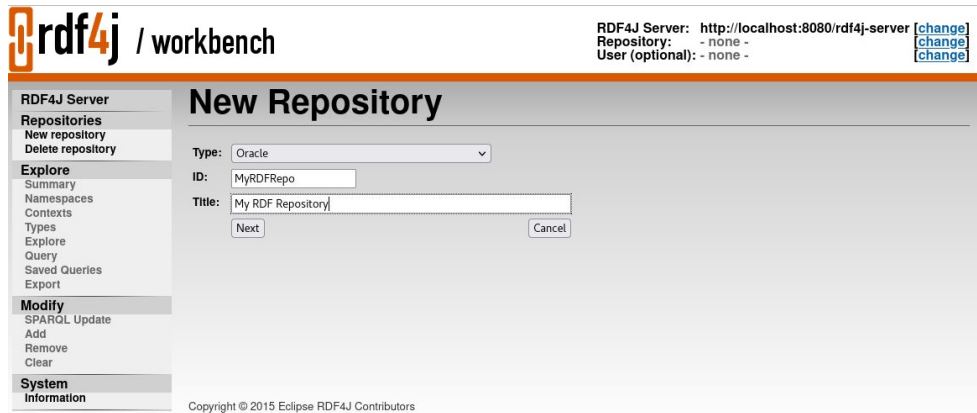 rdf4j / workbench
RDF4J Server: http://localhost:8080/rdf4j-server [change]
Repository: - none - [change]
User (optional): - none - [change]
RDF4J Server
Repositories
New repository
Delete repository
Explore
Summary
Namespaces
Contexts
Types
Explore
Query
Saved Queries
Export
Modify
SPARQL Update
Add
Remove
Clear
System
Information
New Repository
Type: Oracle
ID: MyRDFRepo
Title: My RDF Repository
Next Cancel
Copyright © 2015 Eclipse RDF4J Contributors